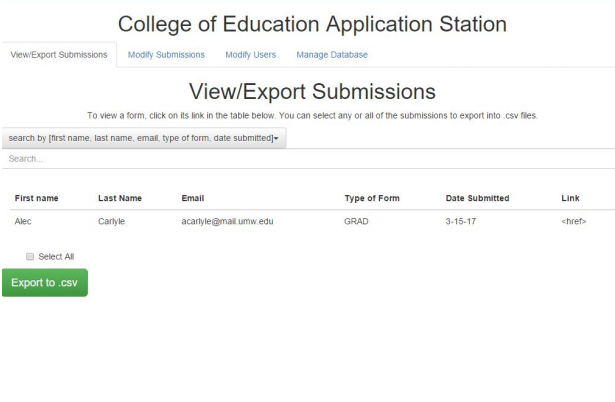 College of Education Application Station
View/Export Submissions Modify Submissions Modify Users Manage Database
View/Export Submissions
To view a form, click on its link in the table below. You can select any or all of the submissions to export into .csv files.
search by [first name, last name, email, type of form, date submitted]
Search...
First name Last Name Email Type of Form Date Submitted Link
Alec Carlyle acarlyle@mail.umw.edu GRAD 3-15-17 <href>
Select All
Export to .csv